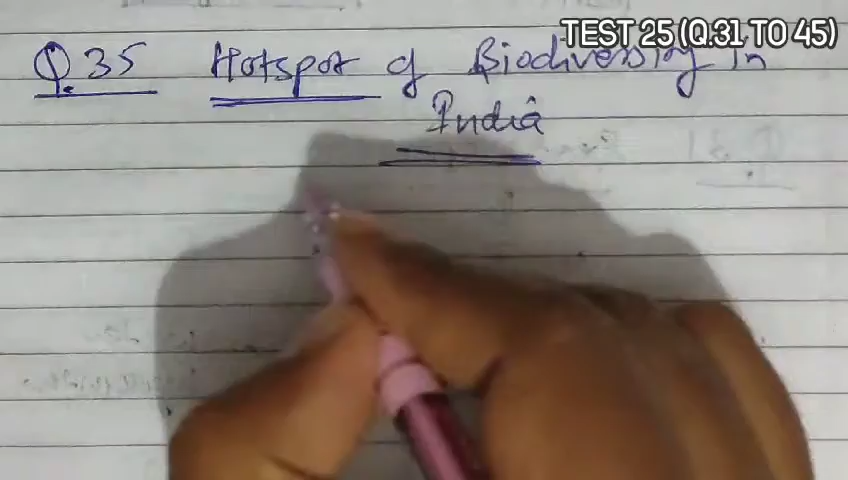 TEST 25 (Q.31 TO 45)
Q.35 Hotspot of Biodiversity in
India